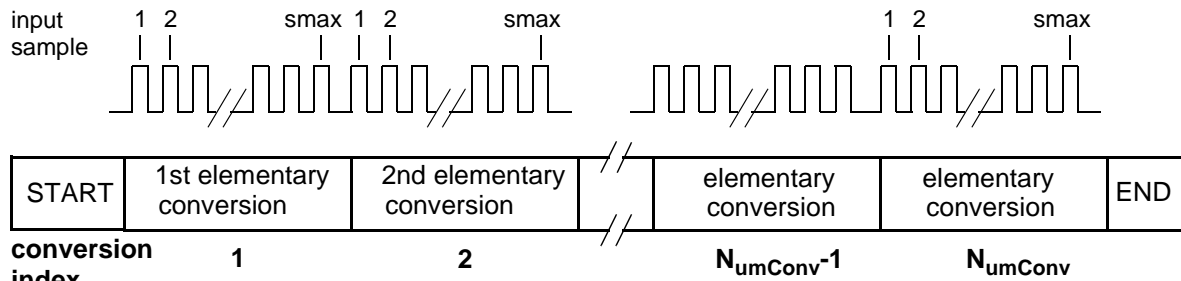 input 1 2 smax 1 2 smax 1 2 smax
sample
START 1st elementary conversion 2nd elementary conversion elementary conversion elementary conversion END
conversion 1 2 NumConv-1 NumConv
index